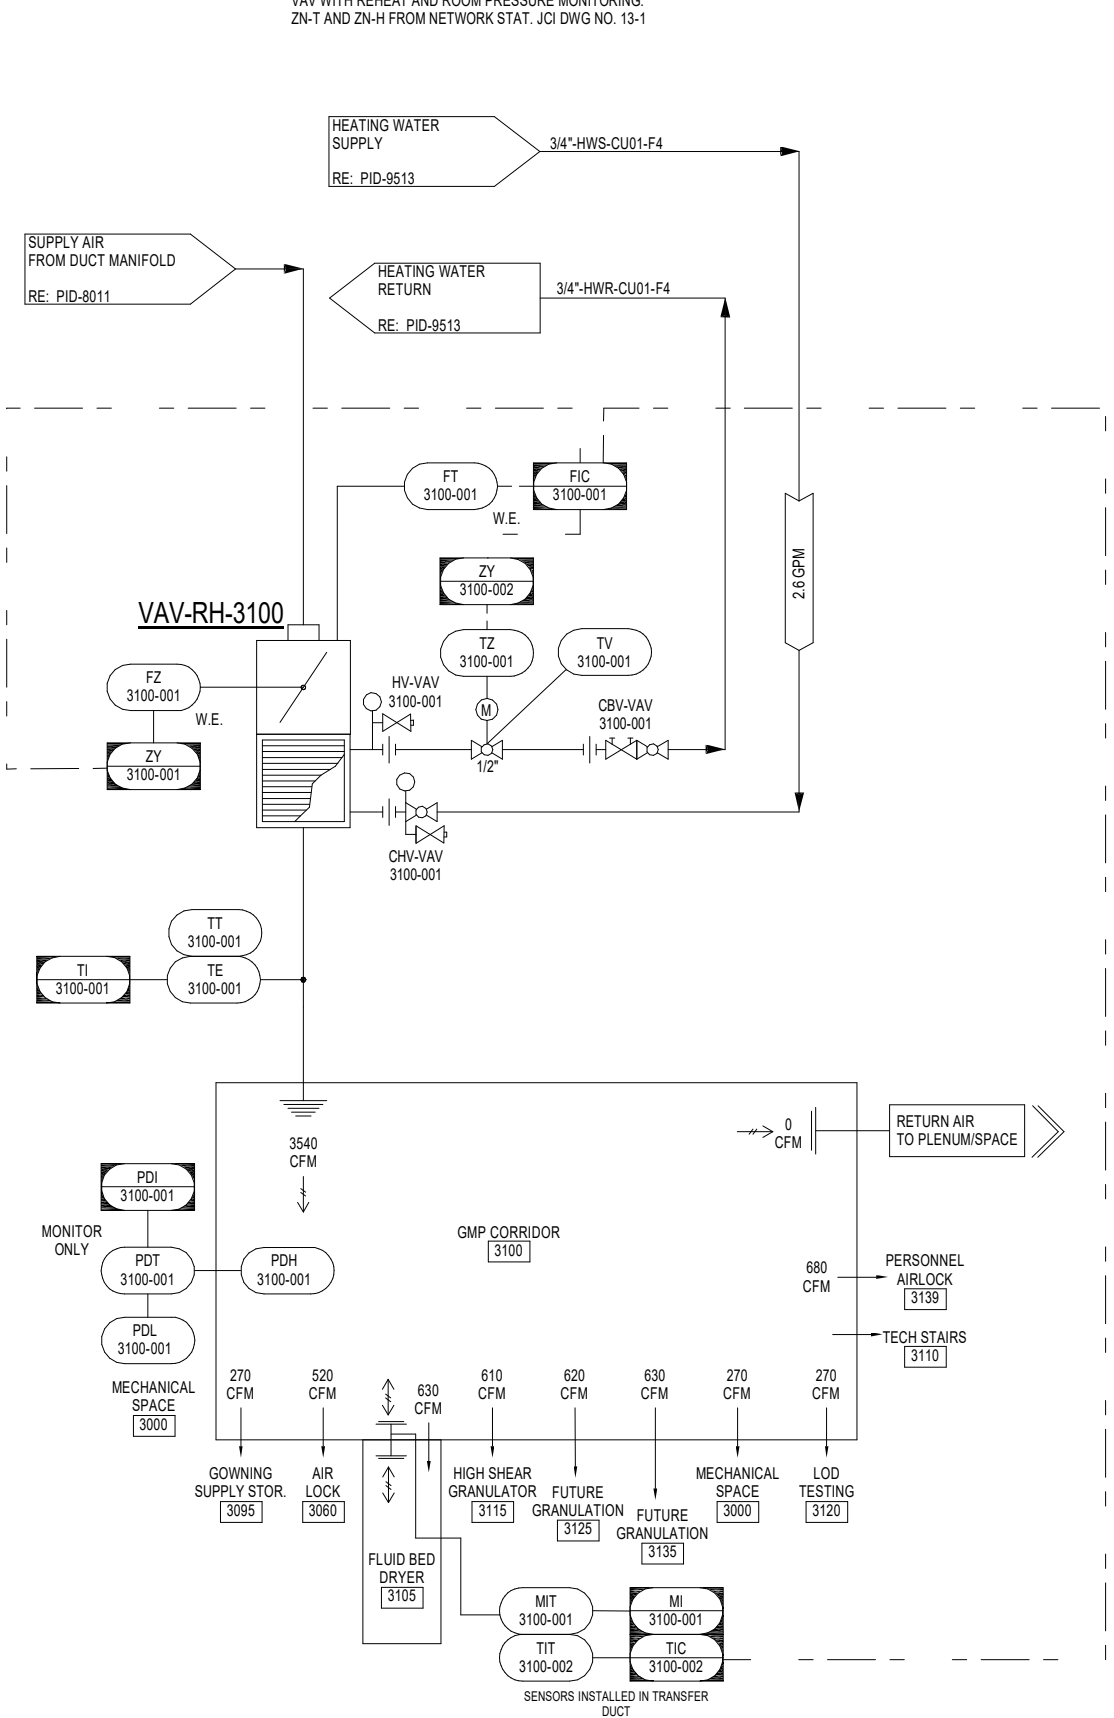 VAV WITH REHEAT AND ROOM PRESSURE MONITORING.
ZN-T AND ZN-H FROM NETWORK STAT. JCI DWG NO. 13-1
HEATING WATER
SUPPLY
RE: PID-9513
3/4"-HWS-CU01-F4
SUPPLY AIR
FROM DUCT MANIFOLD
RE: PID-8011
HEATING WATER
RETURN
RE: PID-9513
3/4"-HWR-CU01-F4
FT
3100-001
FIC
3100-001
W.E.
ZY
3100-002
2.6 GPM
VAV-RH-3100
TZ
3100-001
TV
3100-001
FZ
3100-001
W.E.
HV-VAV
3100-001
M
CBV-VAV
3100-001
ZY
3100-001
1/2"
CHV-VAV
3100-001
TT
3100-001
TI
3100-001
TE
3100-001
3540
CFM
0
CFM
RETURN AIR
TO PLENUM/SPACE
PDI
3100-001
MONITOR
ONLY
PDT
3100-001
PDH
3100-001
PDL
3100-001
GMP CORRIDOR
3100
680
CFM
PERSONNEL
AIRLOCK
3139
TECH STAIRS
3110
MECHANICAL
SPACE
3000
270
CFM
520
CFM
630
CFM
610
CFM
620
CFM
630
CFM
270
CFM
270
CFM
GOWNING
SUPPLY STOR.
3095
AIR
LOCK
3060
HIGH SHEAR
GRANULATOR
3115
FUTURE
GRANULATION
3125
FUTURE
GRANULATION
3135
MECHANICAL
SPACE
3000
LOD
TESTING
3120
FLUID BED
DRYER
3105
MIT
3100-001
MI
3100-001
TIT
3100-002
TIC
3100-002
SENSORS INSTALLED IN TRANSFER
DUCT